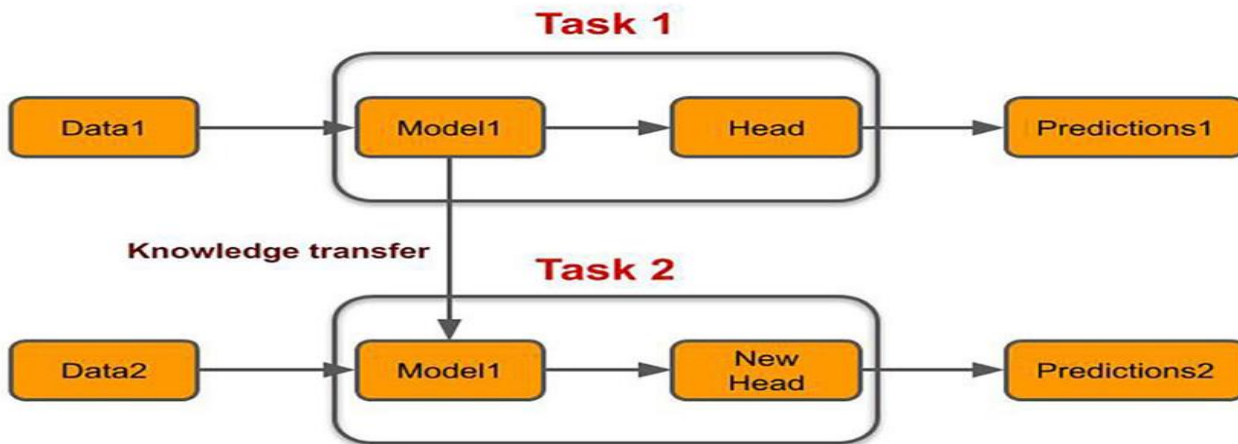 Task 1
Data1
Model1
Head
Predictions1
Knowledge transfer
Task 2
Data2
Model1
New
Head
Predictions2